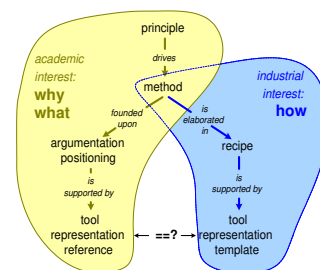 principle
drives
academic
interest:
why
what
method
industrial
interest:
how
founded
upon
is
elaborated
in
argumentation
positioning
recipe
is
supported by
is
supported by
tool
representation
reference
==?
tool
representation
template